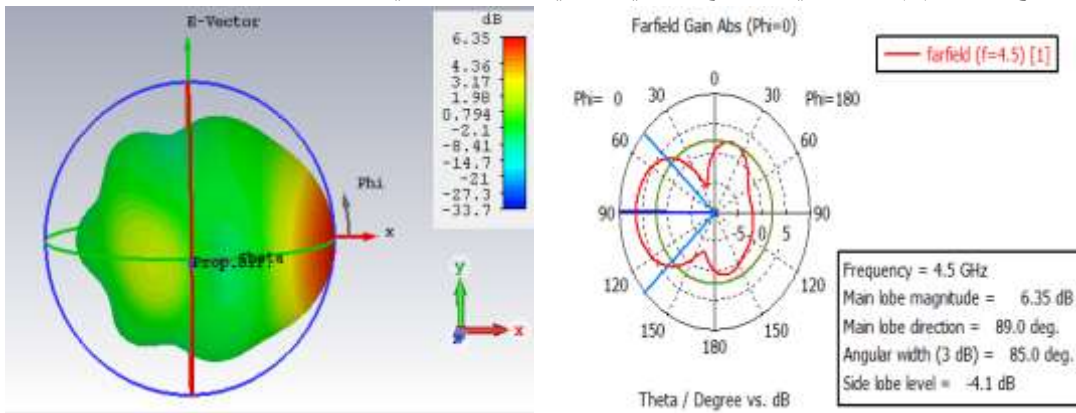 E-Vector
dB
6.35
4.36
3.17
1.98
0.794
-2.1
-8.41
-14.7
-21
-27.3
-33.7
Phi
x
y
x
Farfield Gain Abs (Phi=0)
farfield (f=4.5) [1]
0
Phi= 0 30 30 Phi=180
60 60
90 -5 0 5 90
120 120
150 150
180
Theta / Degree vs. dB
Frequency = 4.5 GHz
Main lobe magnitude = 6.35 dB
Main lobe direction = 89.0 deg.
Angular width (3 dB) = 85.0 deg.
Side lobe level = -4.1 dB